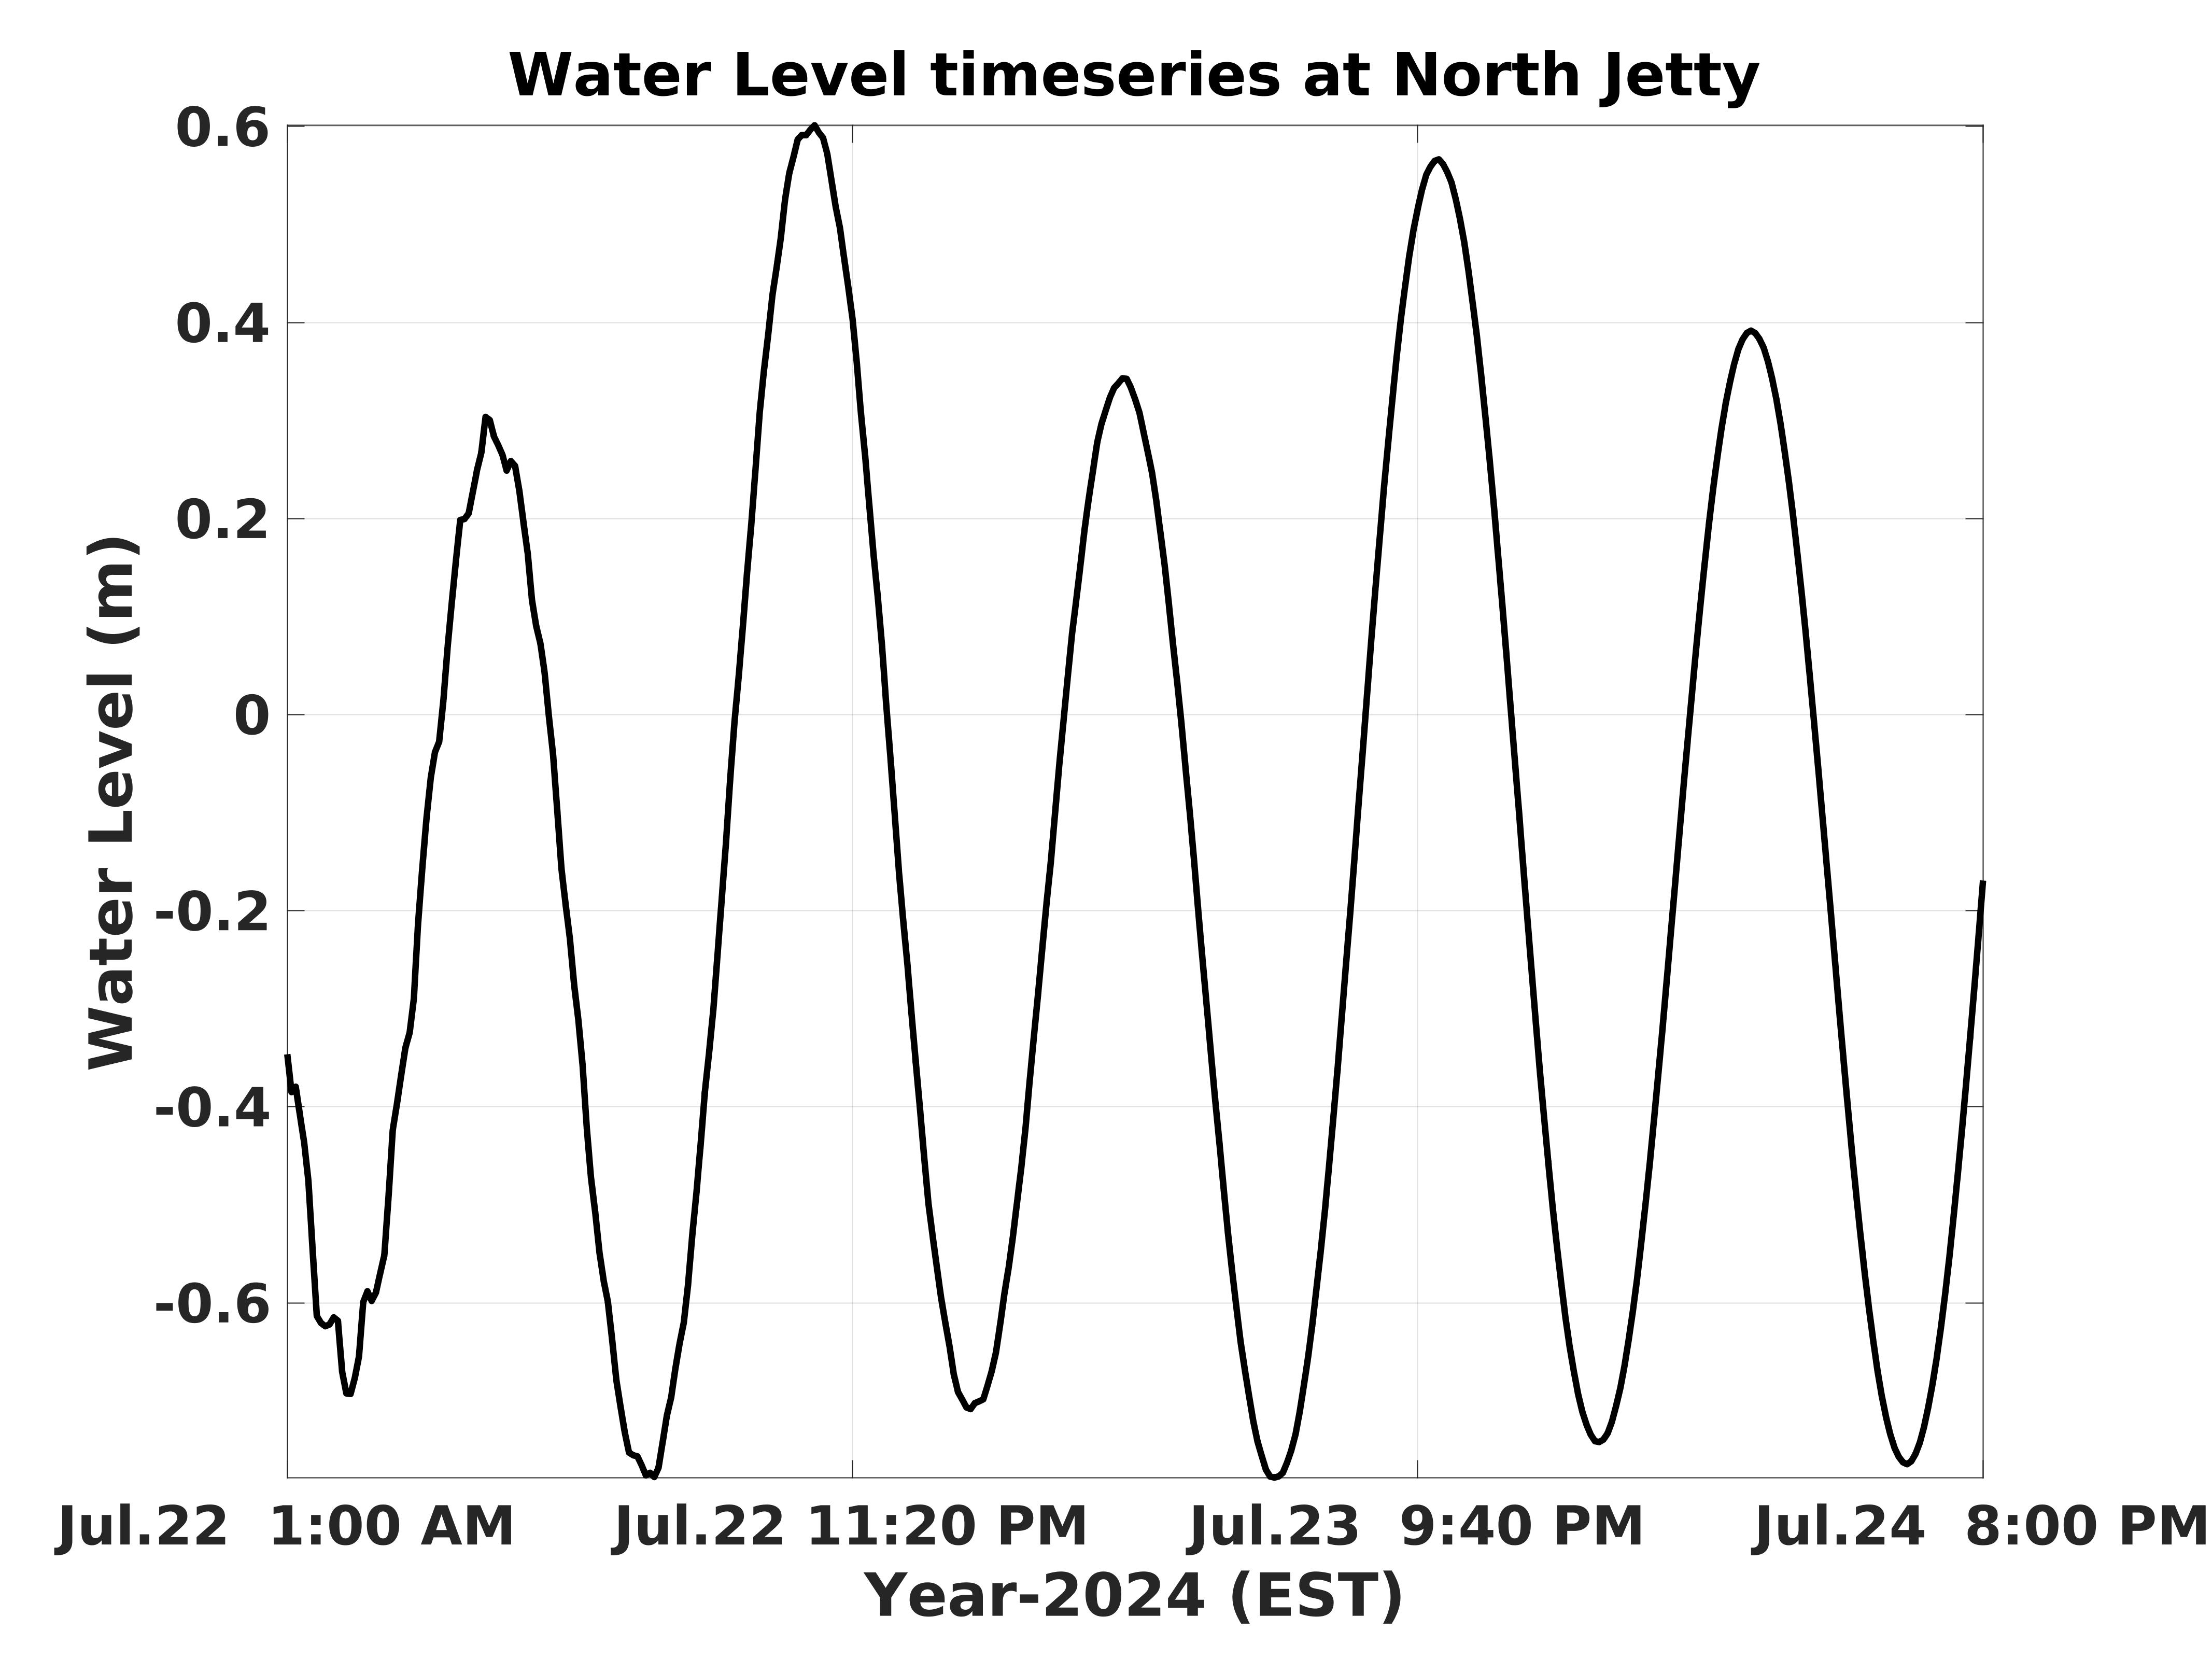 Water Level timeseries at North Jetty
0.6
0.4
0.2
0
-0.2
-0.4
-0.6
Water Level (m)
Jul.22 1:00 AM
Jul.22 11:20 PM
Jul.23 9:40 PM
Jul.24 8:00 PM
Year-2024 (EST)